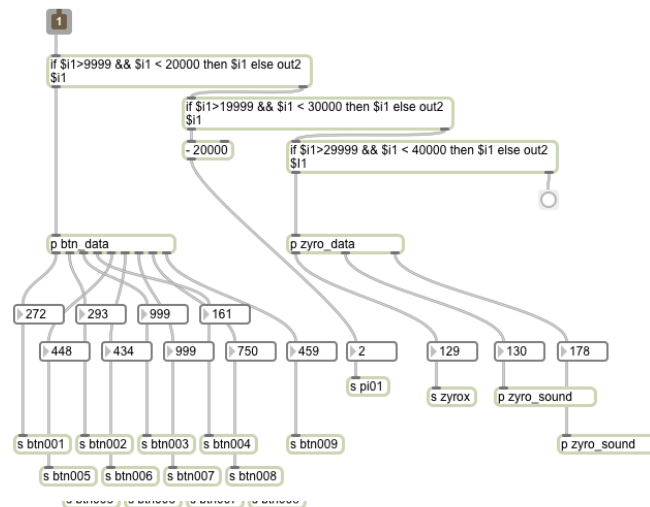 1
if $i1>9999 && $i1 < 20000 then $i1 else out2
$i1
if $i1>19999 && $i1 < 30000 then $i1 else out2
$i1
- 20000
if $i1>29999 && $i1 < 40000 then $i1 else out2
$I1
p btn_data
p zyro_data
272
293
999
161
448
434
999
750
459
2
129
130
178
s pi01
s zyrox
p zyro_sound
s btn001
s btn002
s btn003
s btn004
s btn009
p zyro_sound
s btn005
s btn006
s btn007
s btn008